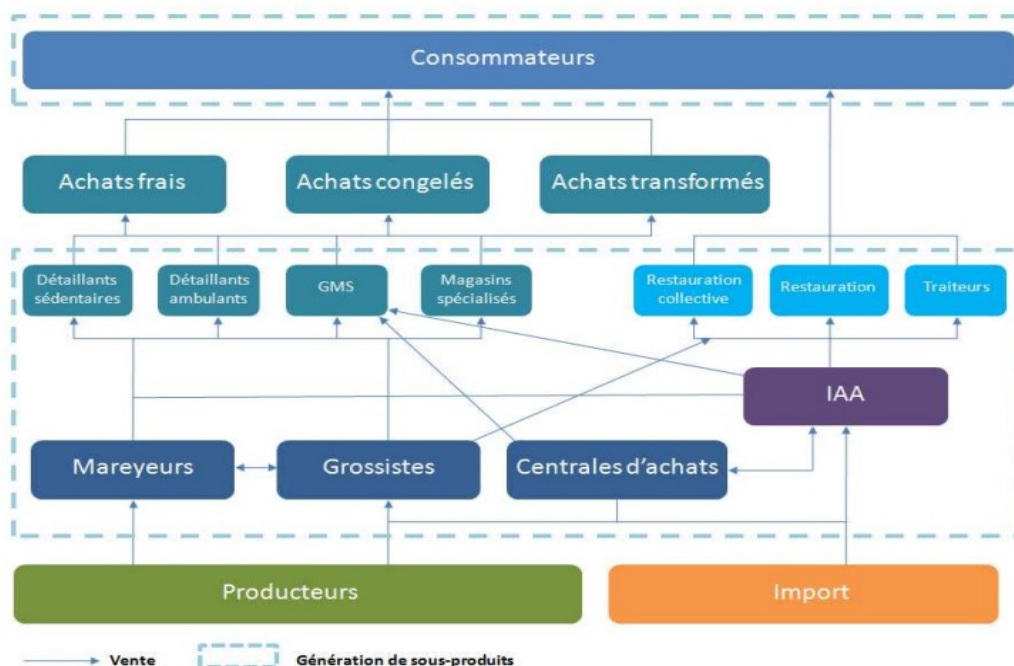 Consommateurs
Achats frais
Achats congelés
Achats transformés
Détaillants
sédentaires
Détaillants
ambulants
GMS
Magasins
spécialisés
Restauration
collective
Restauration
Traiteurs
IAA
Mareyeurs
Grossistes
Centrales d'achats
Producteurs
Import
Vente
Génération de sous-produits